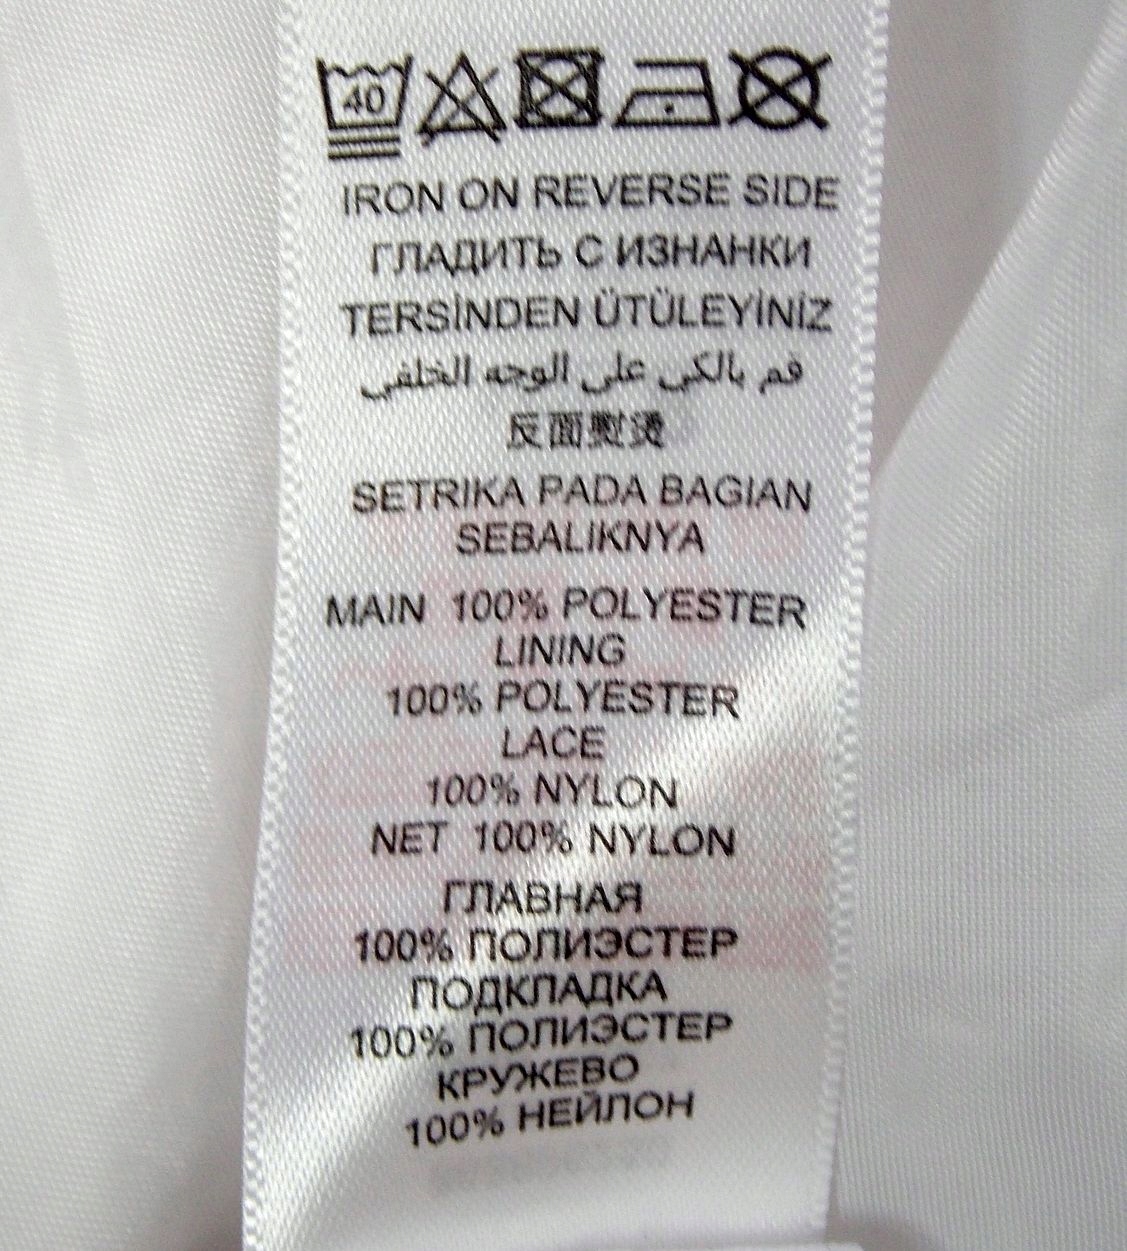 40
IRON ON REVERSE SIDE
ГЛАДИТЬ С ИЗНАНКИ
TERSİNDEN ÜTÜLEYİNİZ
قم بالكي على الوجه الخلفي
反面熨烫
SETRIKA PADA BAGIAN
SEBALIKNYA
MAIN 100% POLYESTER
LINING
100% POLYESTER
LACE
100% NYLON
NET 100% NYLON
ГЛАВНАЯ
100% ПОЛИЭСТЕР
ПОДКЛАДКА
100% ПОЛИЭСТЕР
КРУЖЕВО
100% НЕЙЛОН